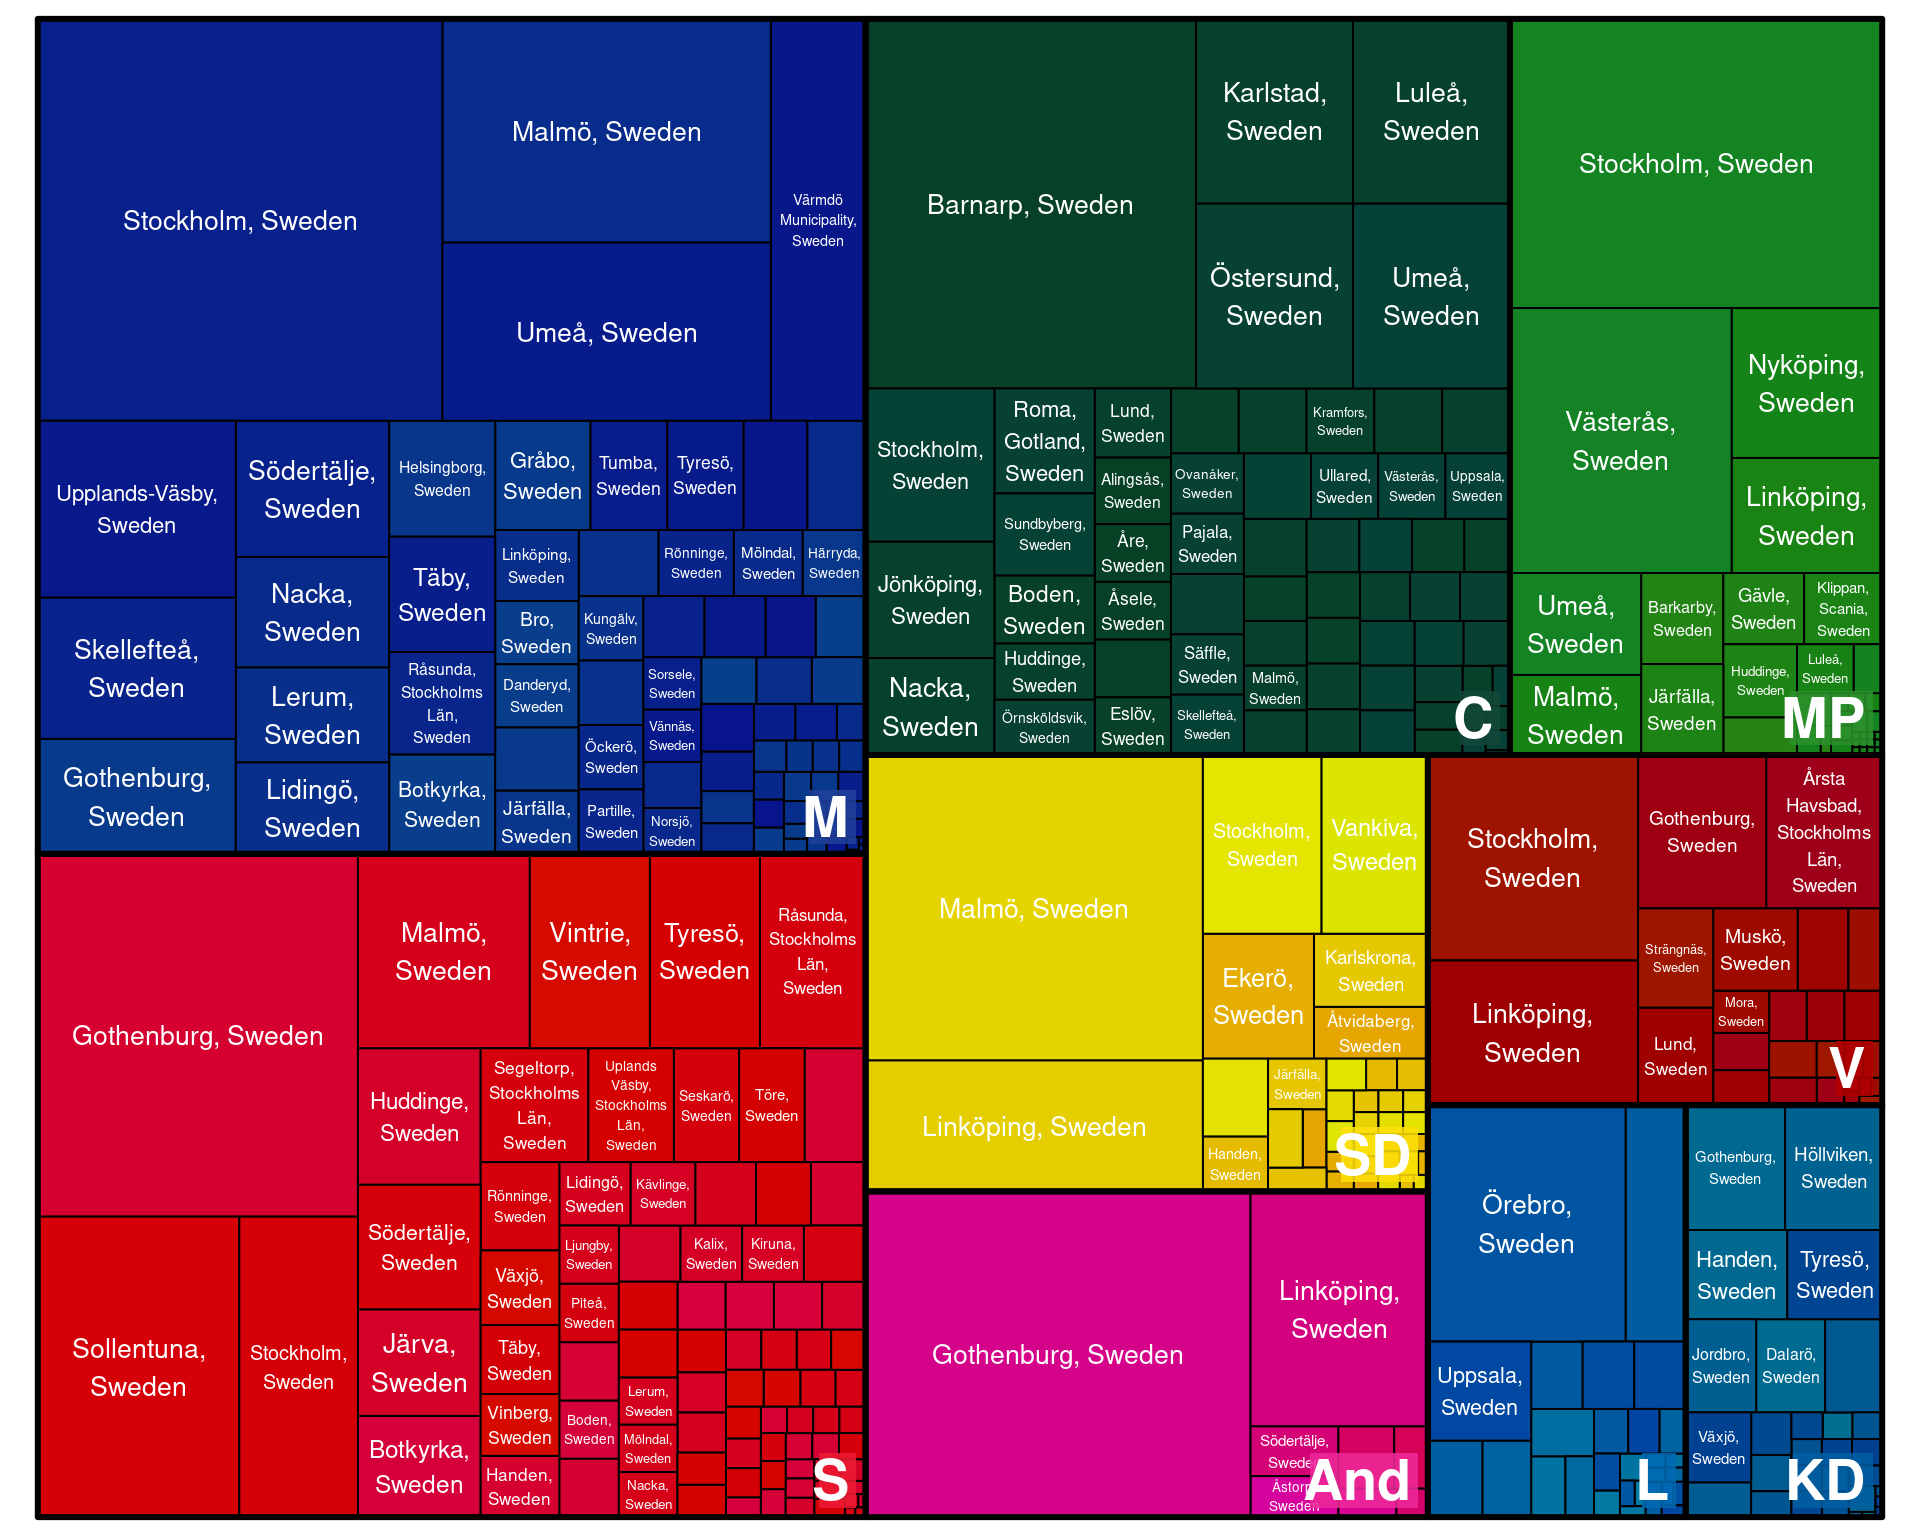 Stockholm, Sweden
Malmö, Sweden
Värmdö
Municipality,
Sweden
Umeå, Sweden
Upplands-Väsby,
Sweden
Södertälje,
Sweden
Helsingborg,
Sweden
Gråbo,
Sweden
Tumba,
Sweden
Tyresö,
Sweden
Skellefteå,
Sweden
Nacka,
Sweden
Täby,
Sweden
Linköping,
Sweden
Rönninge,
Sweden
Mölndal,
Sweden
Härryda,
Sweden
Bro,
Sweden
Kungälv,
Sweden
Gothenburg,
Sweden
Lerum,
Sweden
Råsunda,
Stockholms
Län,
Sweden
Danderyd,
Sweden
Sorsele,
Sweden
Vännäs,
Sweden
Öckerö,
Sweden
Lidingö,
Sweden
Botkyrka,
Sweden
Järfälla,
Sweden
Partille,
Sweden
Norsjö,
Sweden
M
Barnarp, Sweden
Karlstad,
Sweden
Luleå,
Sweden
Östersund,
Sweden
Umeå,
Sweden
Stockholm,
Sweden
Roma,
Gotland,
Sweden
Lund,
Sweden
Kramfors,
Sweden
Alingsås,
Sweden
Ovanåker,
Sweden
Ullared,
Sweden
Västerås,
Sweden
Uppsala,
Sweden
Sundbyberg,
Sweden
Åre,
Sweden
Pajala,
Sweden
Jönköping,
Sweden
Boden,
Sweden
Åsele,
Sweden
Huddinge,
Sweden
Säffle,
Sweden
Malmö,
Sweden
Nacka,
Sweden
Örnsköldsvik,
Sweden
Eslöv,
Sweden
Skellefteå,
Sweden
C
Stockholm, Sweden
Västerås,
Sweden
Nyköping,
Sweden
Linköping,
Sweden
Umeå,
Sweden
Barkarby,
Sweden
Gävle,
Sweden
Klippan,
Scania,
Sweden
Malmö,
Sweden
Järfälla,
Sweden
Huddinge,
Sweden
Luleå,
Sweden
MP
Gothenburg, Sweden
Malmö,
Sweden
Vintrie,
Sweden
Tyresö,
Sweden
Råsunda,
Stockholms
Län,
Sweden
Huddinge,
Sweden
Segeltorp,
Stockholms
Län,
Sweden
Uplands
Väsby,
Stockholms
Län,
Sweden
Seskarö,
Sweden
Töre,
Sweden
Södertälje,
Sweden
Rönninge,
Sweden
Lidingö,
Sweden
Kävlinge,
Sweden
Ljungby,
Sweden
Kalix,
Sweden
Kiruna,
Sweden
Växjö,
Sweden
Piteå,
Sweden
Sollentuna,
Sweden
Stockholm,
Sweden
Järva,
Sweden
Täby,
Sweden
Lerum,
Sweden
Vinberg,
Sweden
Boden,
Sweden
Mölndal,
Sweden
Botkyrka,
Sweden
Handen,
Sweden
Nacka,
Sweden
S
Malmö, Sweden
Stockholm,
Sweden
Vankiva,
Sweden
Ekerö,
Sweden
Karlskrona,
Sweden
Åtvidaberg,
Sweden
Linköping, Sweden
Järfälla,
Sweden
Handen,
Sweden
SD
Stockholm,
Sweden
Gothenburg,
Sweden
Årsta
Havsbad,
Stockholms
Län,
Sweden
Strängnäs,
Sweden
Muskö,
Sweden
Linköping,
Sweden
Mora,
Sweden
Lund,
Sweden
V
Gothenburg, Sweden
Linköping,
Sweden
Södertälje,
Sweden
Åstorp,
Sweden
And
Örebro,
Sweden
Uppsala,
Sweden
L
Gothenburg,
Sweden
Höllviken,
Sweden
Handen,
Sweden
Tyresö,
Sweden
Jordbro,
Sweden
Dalarö,
Sweden
Växjö,
Sweden
KD